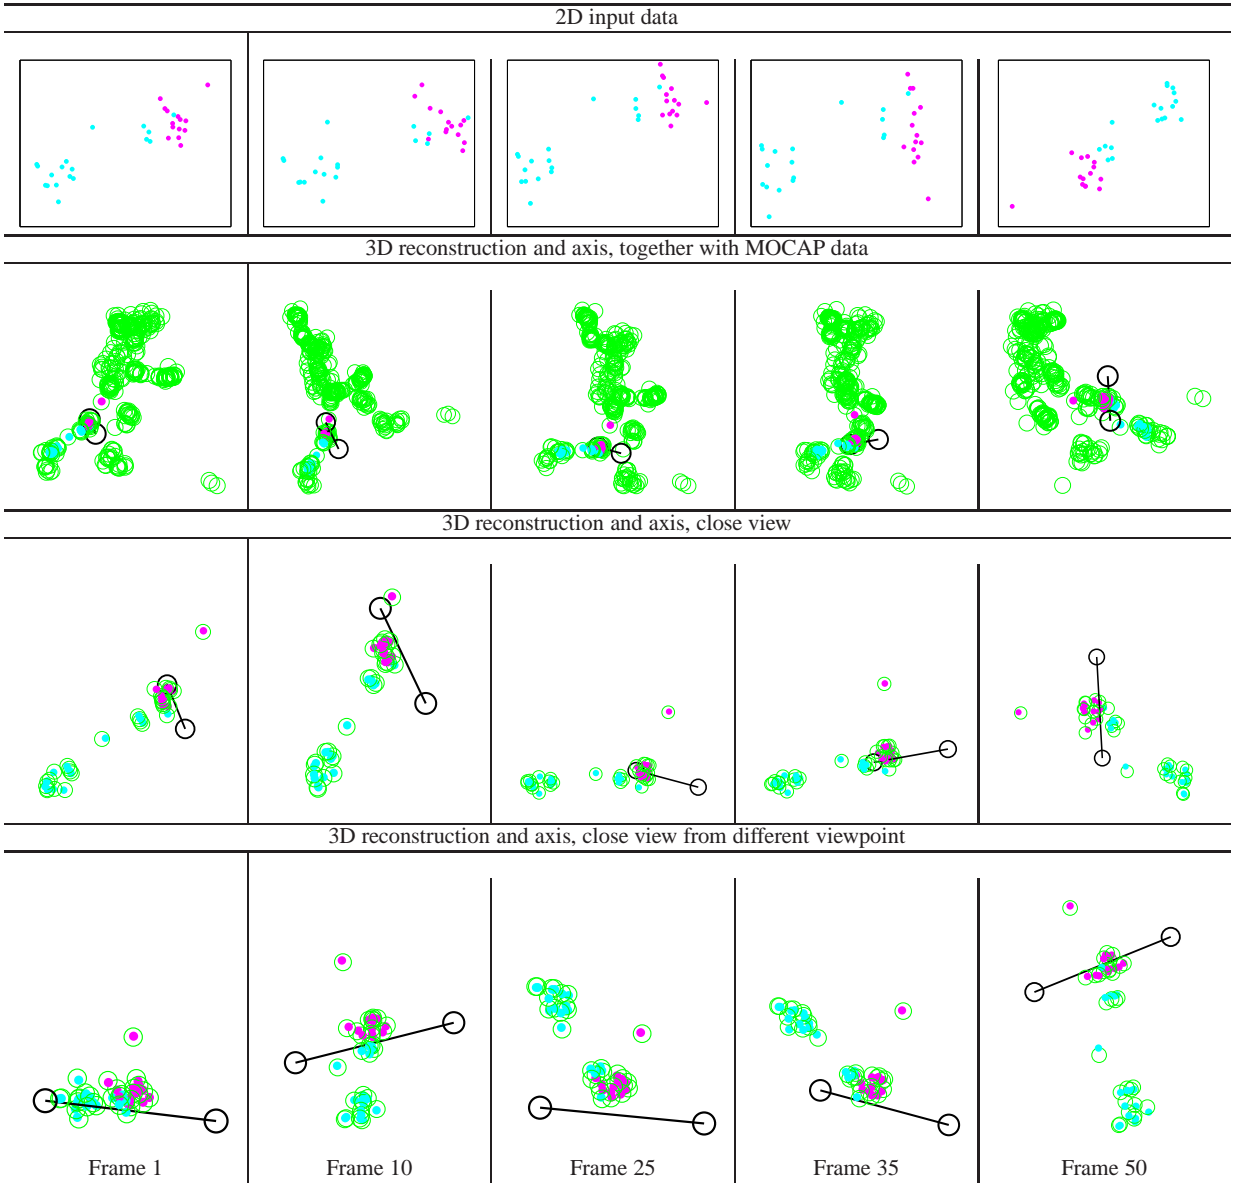 2D input data
3D reconstruction and axis, together with MOCAP data
3D reconstruction and axis, close view
3D reconstruction and axis, close view from different viewpoint
Frame 1
Frame 10
Frame 25
Frame 35
Frame 50